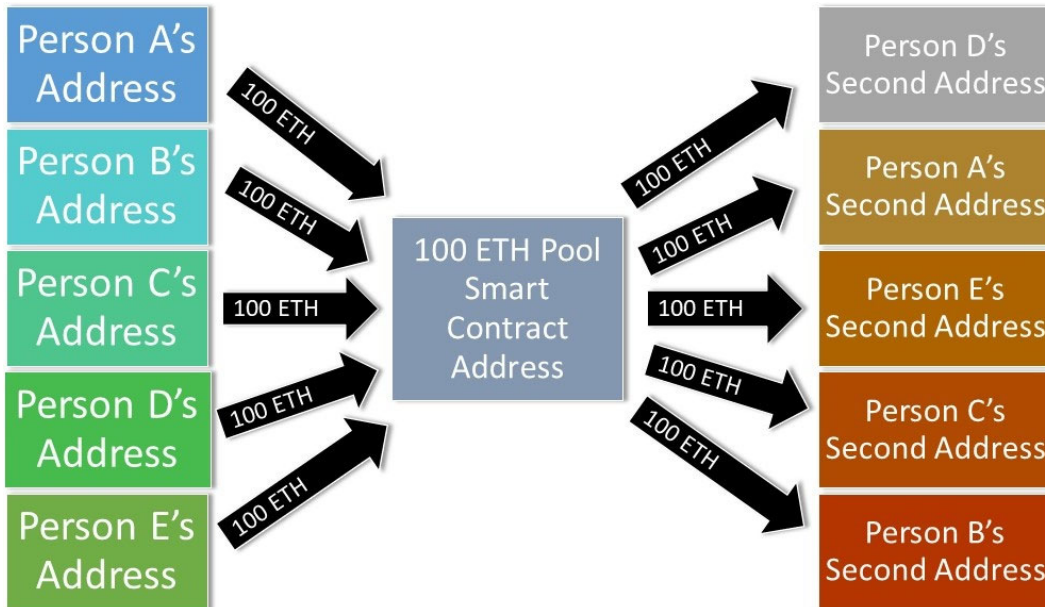 Person A’s
Address
Person B’s
Address
Person C’s
Address
Person D’s
Address
Person E’s
Address
100 ETH
100 ETH
100 ETH
100 ETH
100 ETH
100 ETH Pool
Smart
Contract
Address
100 ETH
100 ETH
100 ETH
100 ETH
100 ETH
Person D’s
Second Address
Person A’s
Second Address
Person E’s
Second Address
Person C’s
Second Address
Person B’s
Second Address